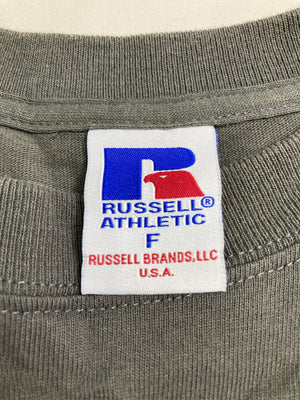 RUSSELL®
ATHLETIC
F
RUSSELL BRANDS, LLC
U.S.A.